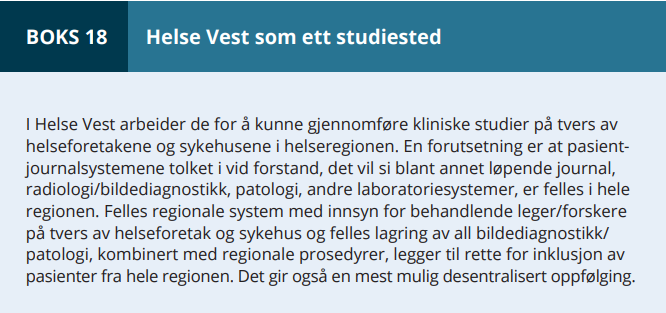 BOKS 18 Helse Vest som ett studiested
I Helse Vest arbeider de for å kunne gjennomføre kliniske studier på tvers av
helseforetakene og sykehusene i helseregionen. En forutsetning er at pasient-
journalsystemene tolket i vid forstand, det vil si blant annet løpende journal,
radiologi/bildediagnostikk, patologi, andre laboratoriesystemer, er felles i hele
regionen. Felles regionale system med innsyn for behandlende leger/forskere
på tvers av helseforetak og sykehus og felles lagring av all bildediagnostikk/
patologi, kombinert med regionale prosedyrer, legger til rette for inklusjon av
pasienter fra hele regionen. Det gir også en mest mulig desentralisert oppfølging.